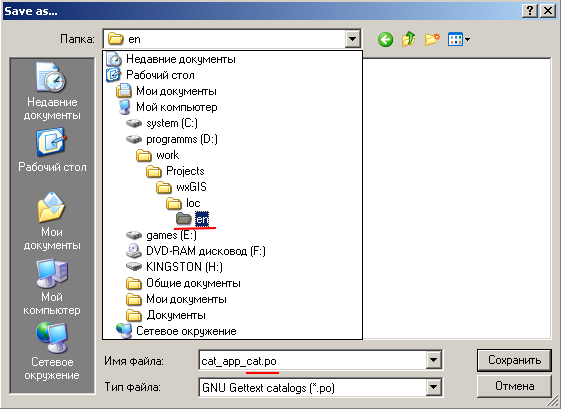 Save as...
Папка:
en
Недавние документы
Рабочий стол
Мои документы
Мой компьютер
system (C:)
programms (D:)
work
Projects
wxGIS
loc
en
games (E:)
DVD-RAM дисковод (F:)
KINGSTON (H:)
Общие документы
Мои документы
Документы
Сетевое окружение
Недавние
документы
Рабочий стол
Мои
документы
Мой
компьютер
Сетевое
окружение
Имя файла:
cat_app_cat.po
Сохранить
Тип файла:
GNU Gettext catalogs (*.po)
Отмена